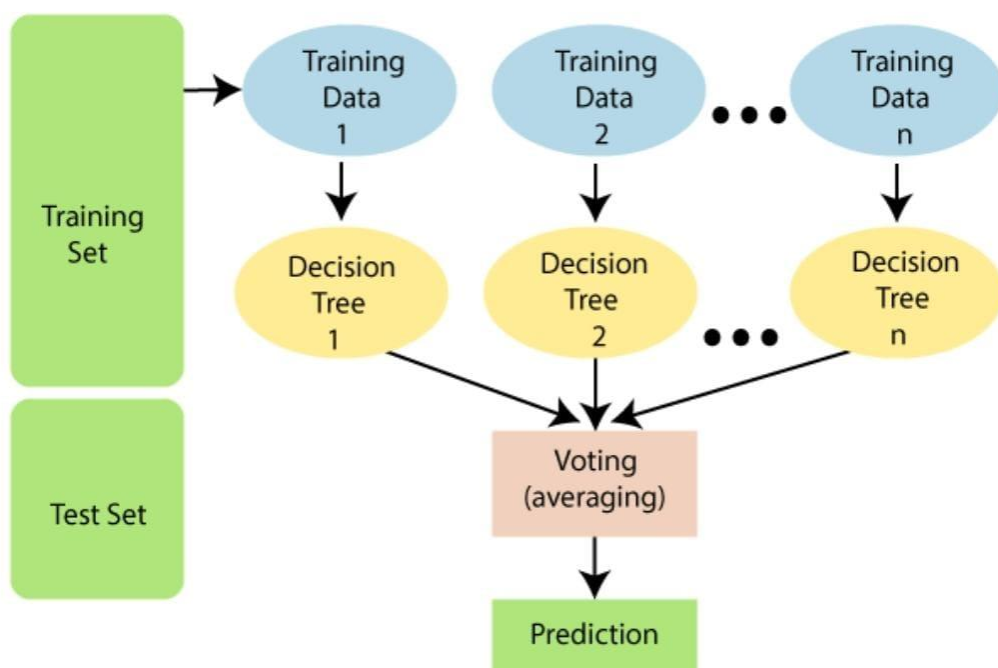 Training
Set
Test Set
Training
Data
1
Training
Data
2
Training
Data
n
Decision
Tree
1
Decision
Tree
2
Decision
Tree
n
Voting
(averaging)
Prediction